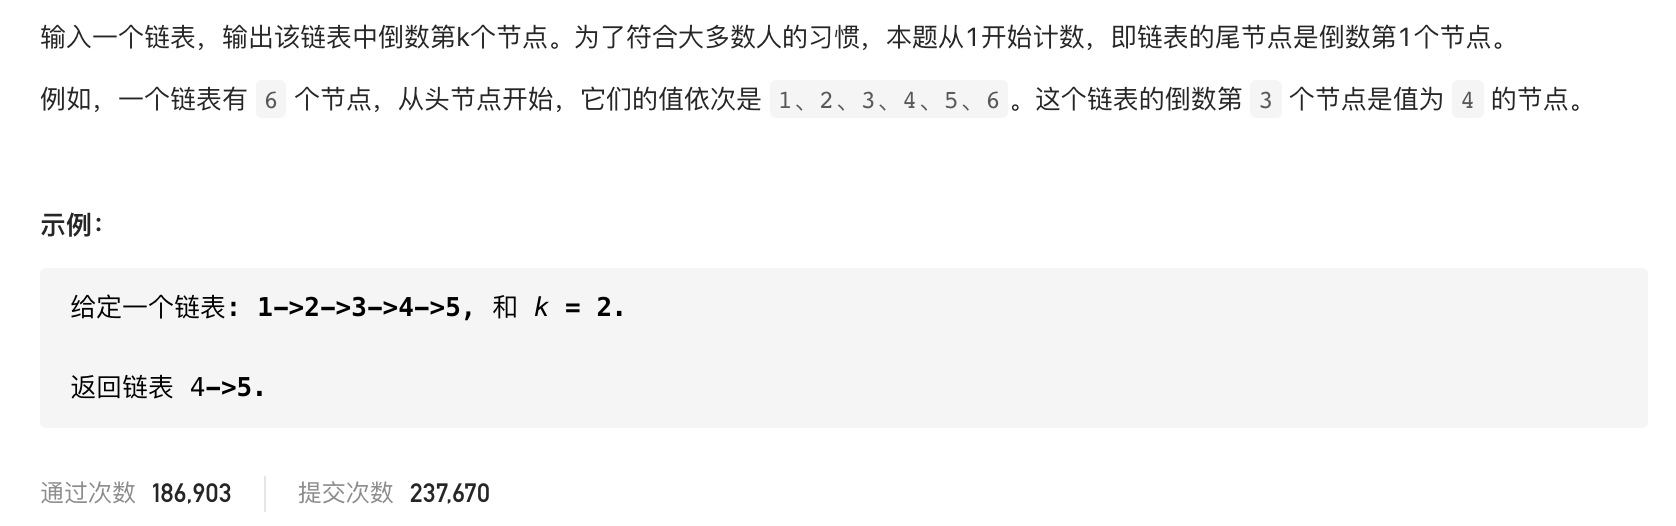 输入一个链表，输出该链表中倒数第k个节点。为了符合大多数人的习惯，本题从1开始计数，即链表的尾节点是倒数第1个节点。
例如，一个链表有 6 个节点，从头节点开始，它们的值依次是 1、2、3、4、5、6。这个链表的倒数第 3 个节点是值为 4 的节点。
示例：
给定一个链表: 1->2->3->4->5, 和 k = 2.
返回链表 4->5.
通过次数 186,903 提交次数 237,670